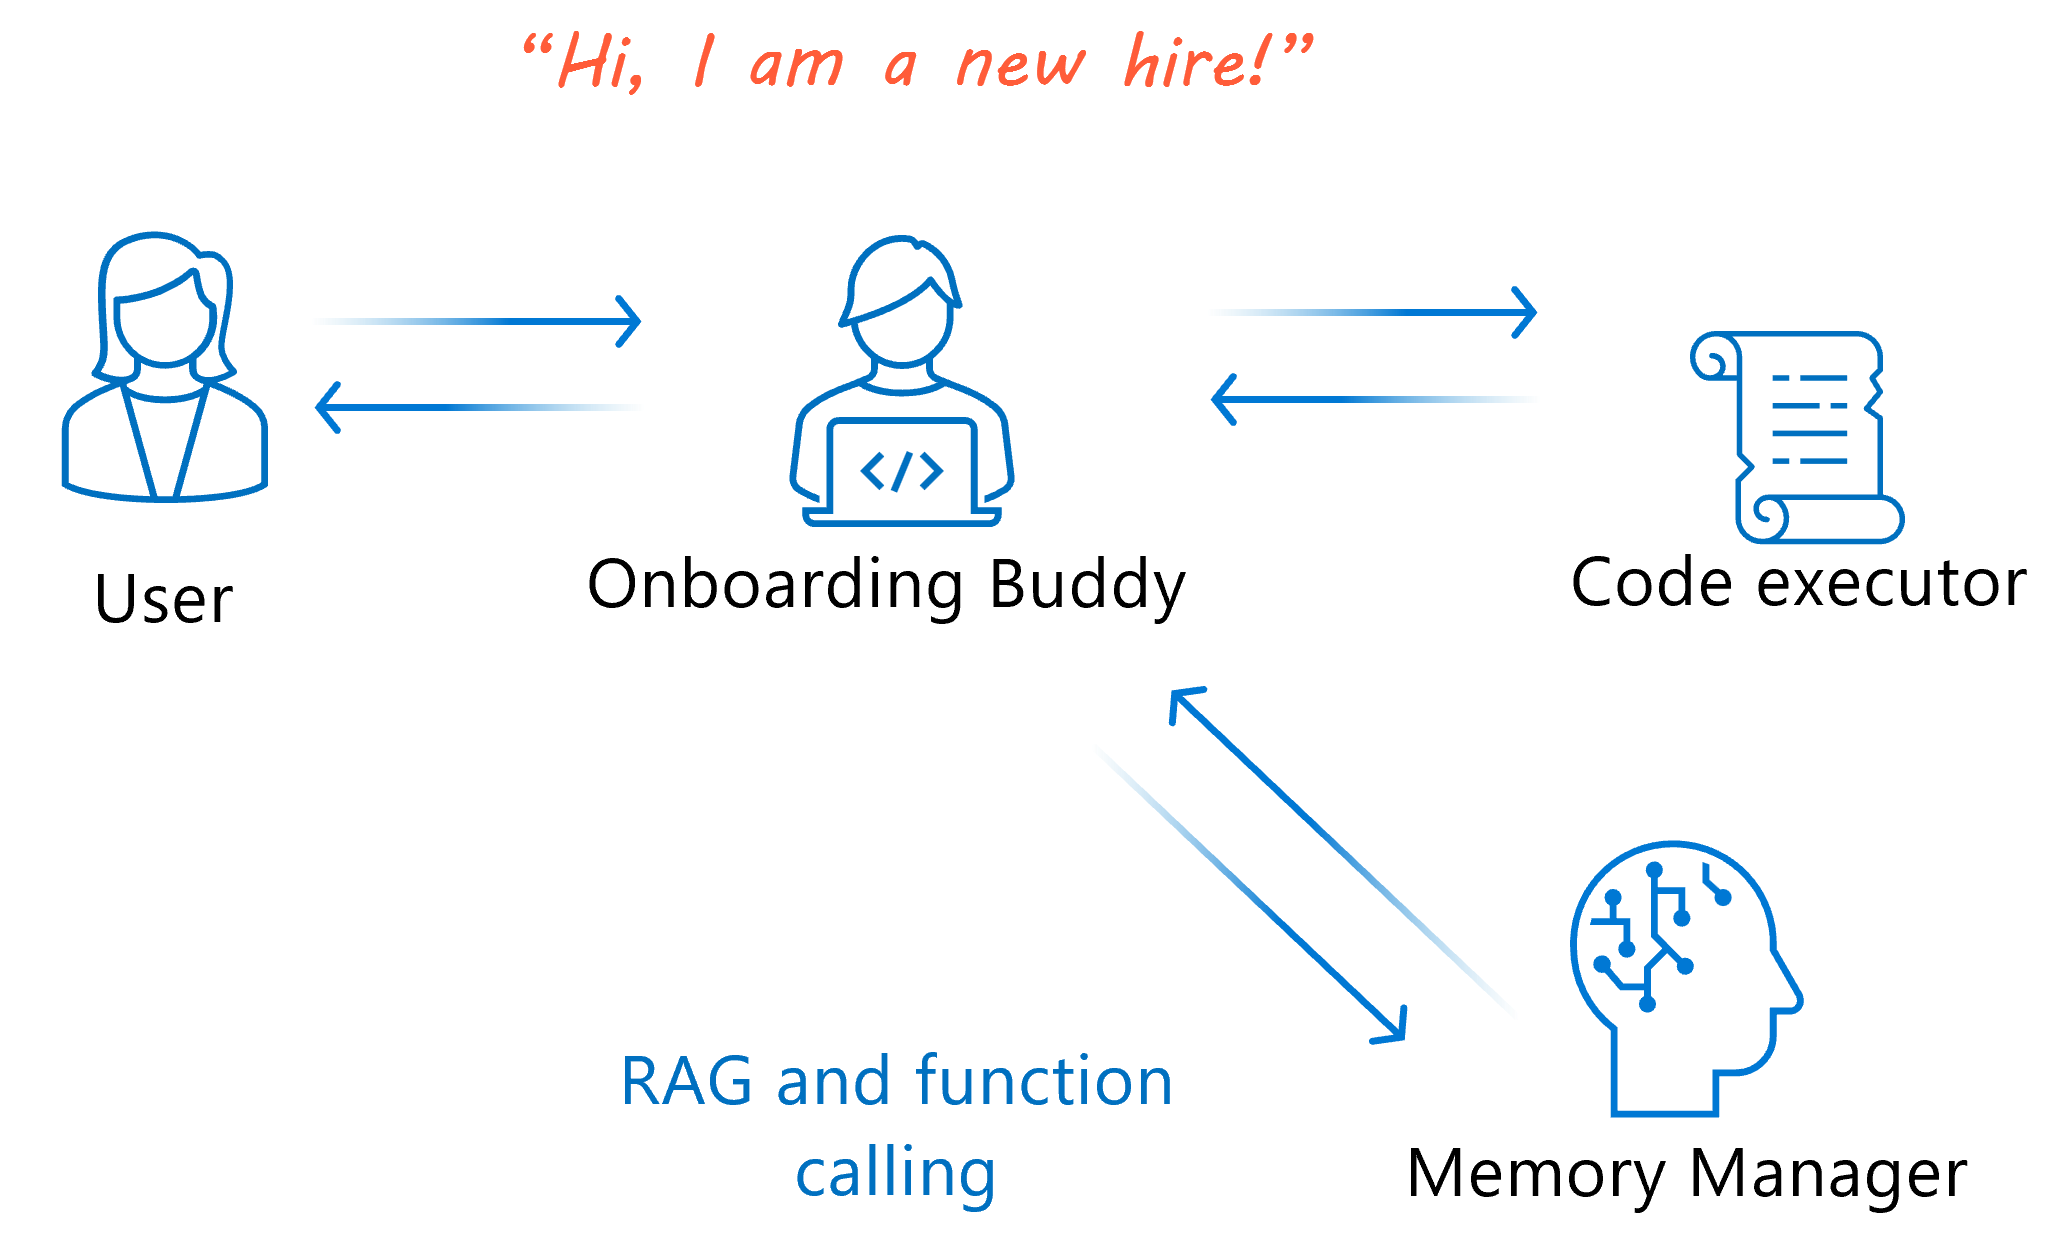 “Hi, I am a new hire!”
User
Onboarding Buddy
</>
Code executor
RAG and function
calling
Memory Manager